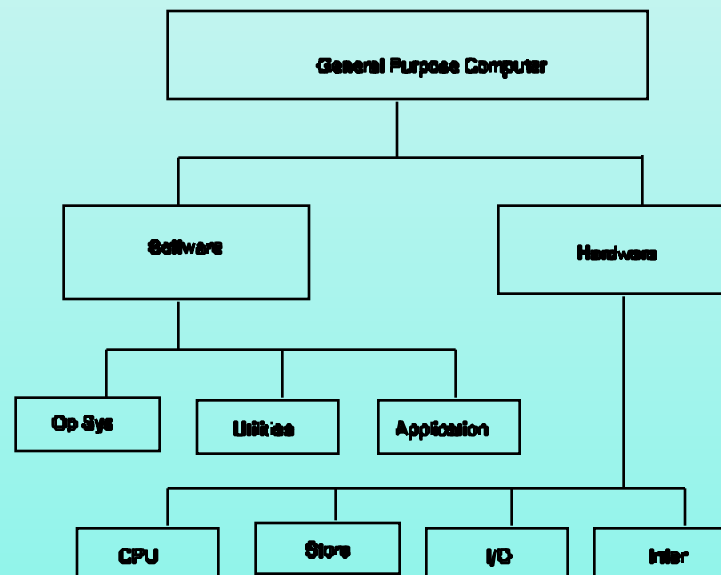 General Purpose Computer
Software
Hardware
Op Sys
Utilities
Application
CPU
Store
I/O
Inter